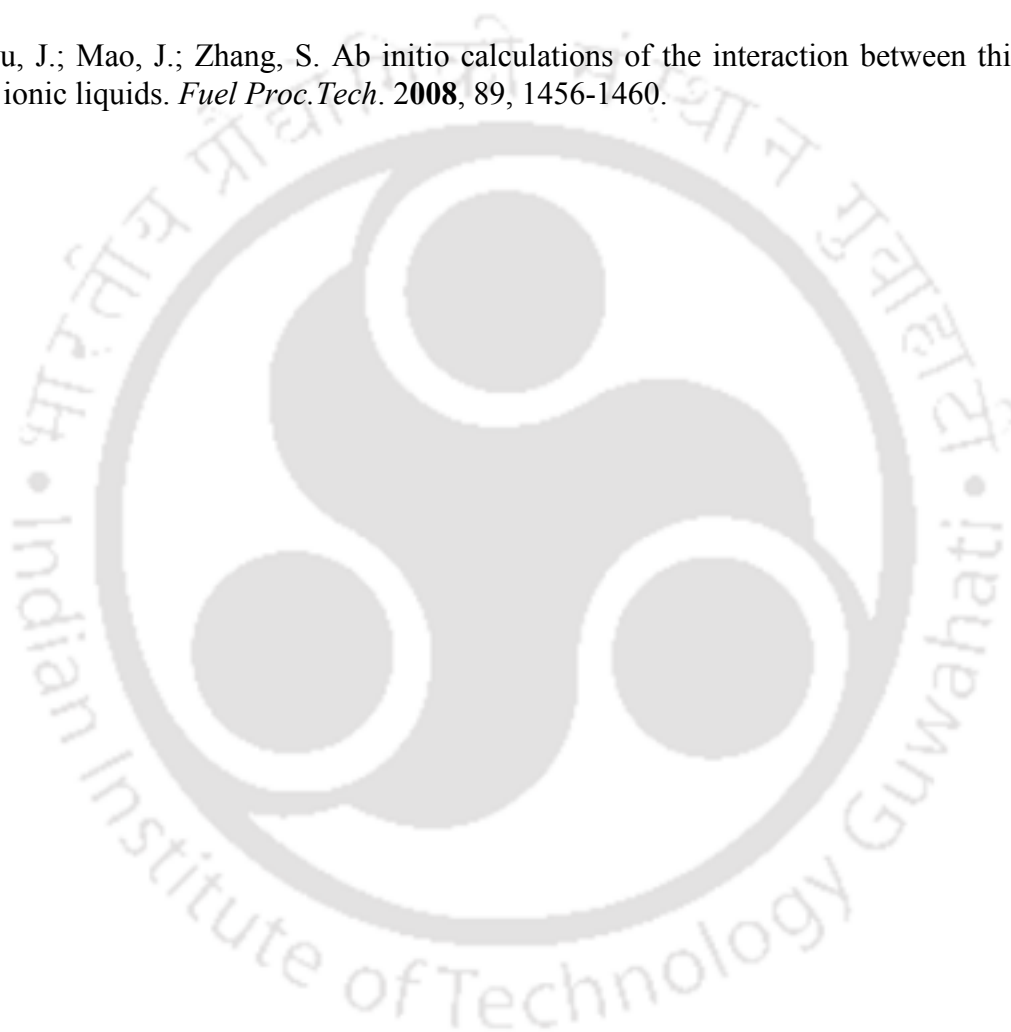 u, J.; Mao, J.; Zhang, S. Ab initio calculations of the interaction between thi
ionic liquids. Fuel Proc.Tech. 2008, 89, 1456-1460.
भारतीय प्रौद्योगिकी संस्थान गुवाहाटी
• Indian Institute of Technology Guwahati •